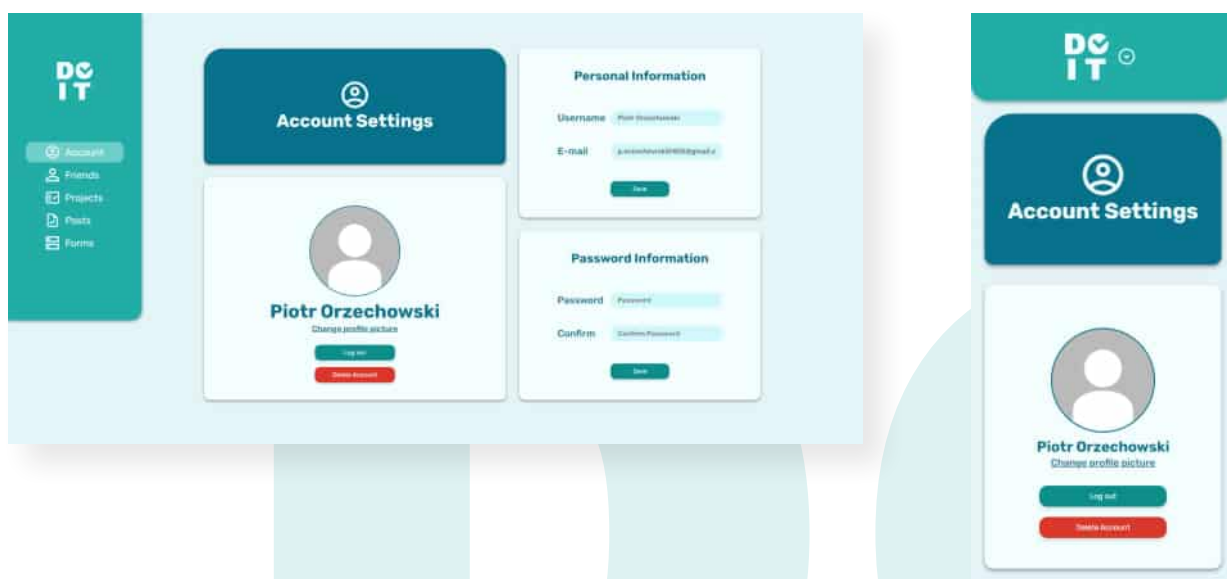 DO
IT
Account
Friends
Projects
Posts
Forms
Account Settings
Piotr Orzechowski
Change profile picture
Log out
Delete Account
Personal Information
Username
Piotr Orzechowski
E-mail
Save
Password Information
Password
Password
Confirm
Confirm Password
Save
DO
IT
Account Settings
Piotr Orzechowski
Change profile picture
Log out
Delete Account